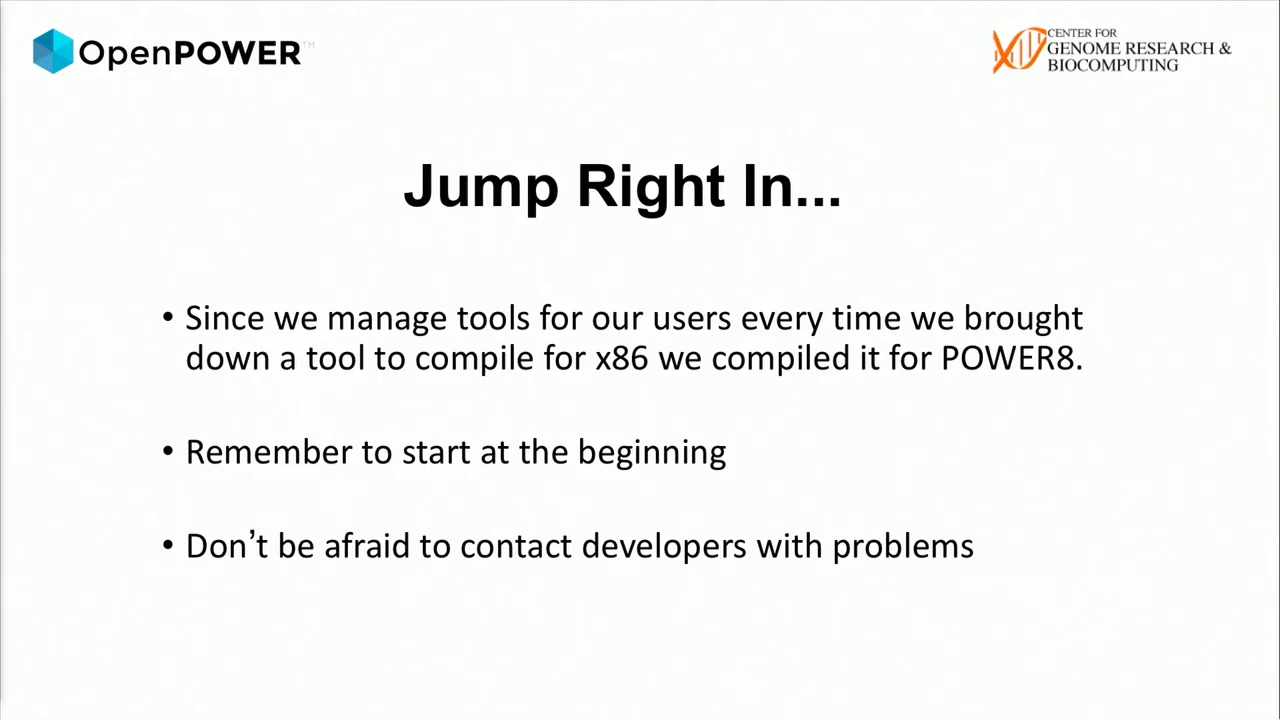 OpenPOWER™
CENTER FOR
GENOME RESEARCH &
BIOCOMPUTING
Jump Right In...
• Since we manage tools for our users every time we brought
down a tool to compile for x86 we compiled it for POWER8.
• Remember to start at the beginning
• Don’t be afraid to contact developers with problems